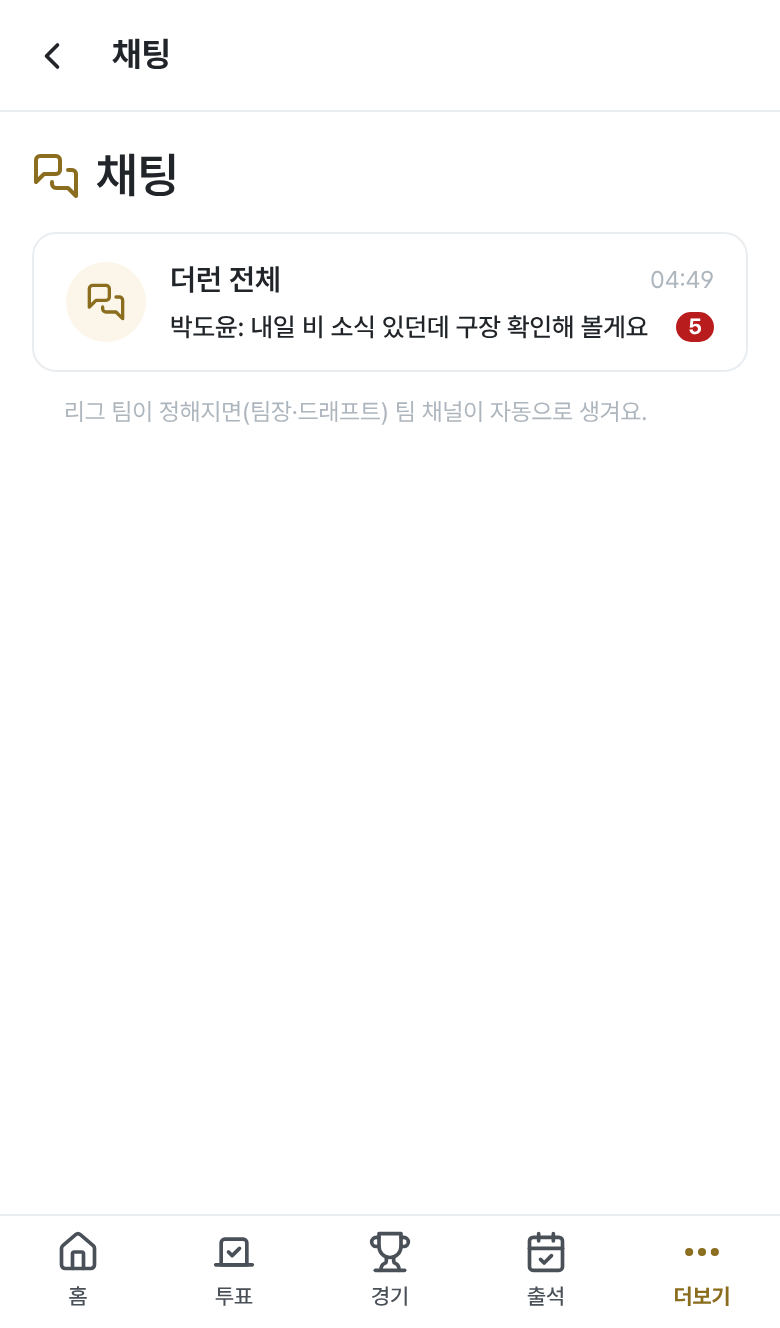 채팅
채팅
더런 전체
04:49
박도윤: 내일 비 소식 있던데 구장 확인해 볼게요
5
리그 팀이 정해지면(팀장·드래프트) 팀 채널이 자동으로 생겨요.
홈
투표
경기
출석
더보기